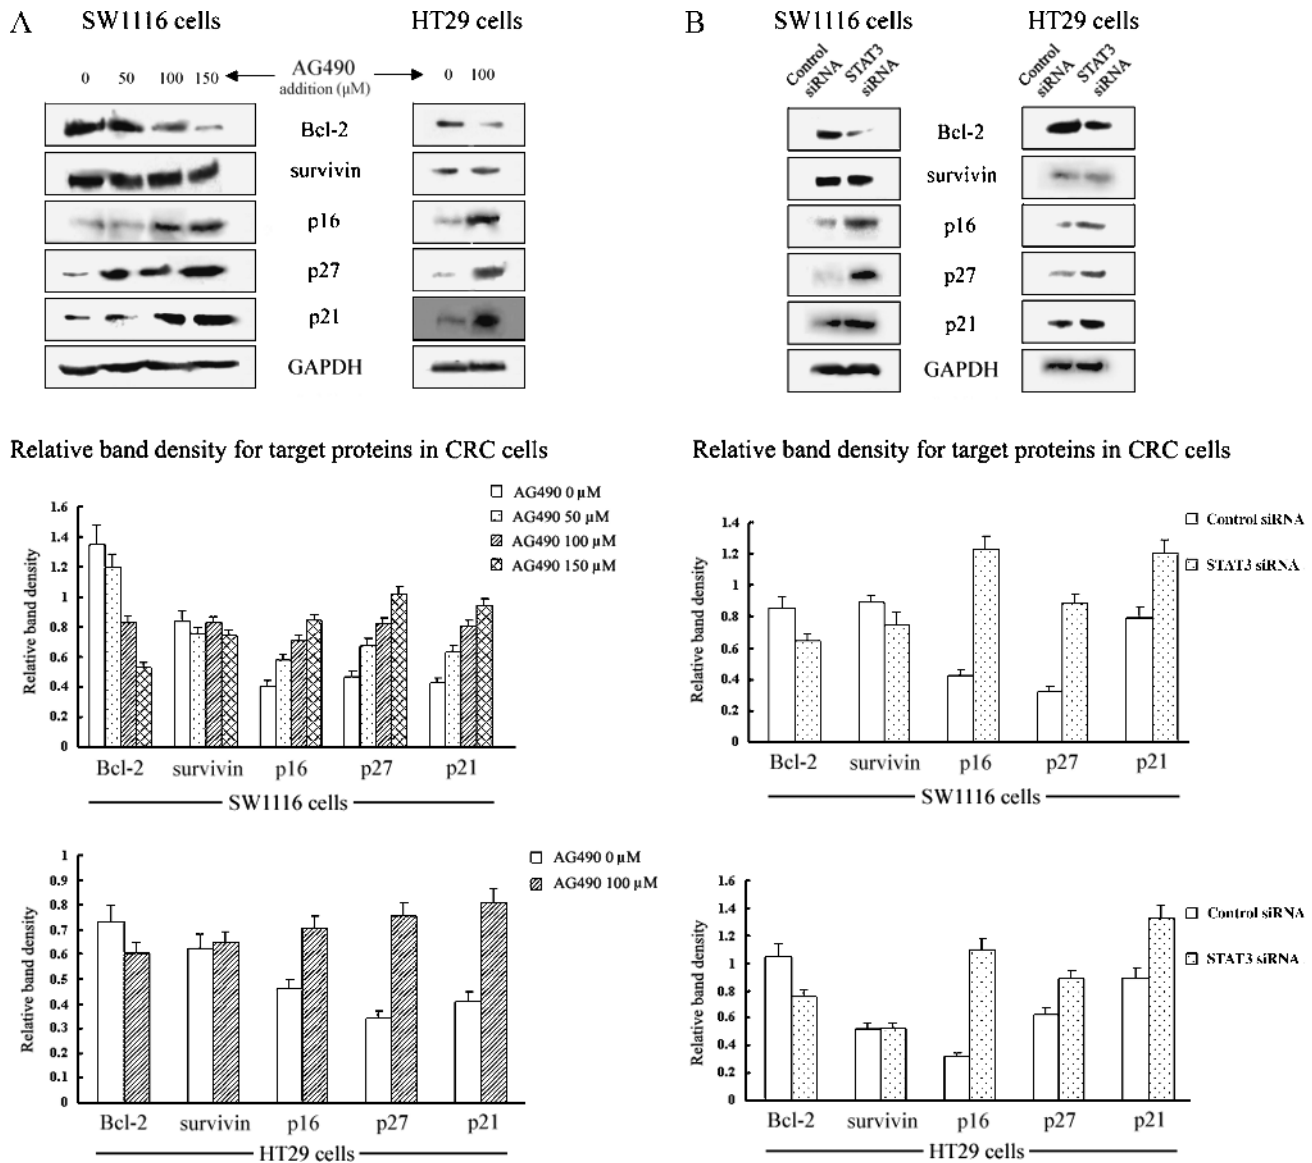 A
SW1116 cells
HT29 cells
0 50 100 150
AG490
addition (µM)
0 100
Bcl-2
survivin
p16
p27
p21
GAPDH
B
SW1116 cells
HT29 cells
Control siRNA
STAT3 siRNA
Control siRNA
STAT3 siRNA
Bcl-2
survivin
p16
p27
p21
GAPDH
Relative band density for target proteins in CRC cells
AG490 0 µM
AG490 50 µM
AG490 100 µM
AG490 150 µM
Relative band density
1.6
1.4
1.2
1
0.8
0.6
0.4
0.2
0
Bcl-2 survivin p16 p27 p21
SW1116 cells
AG490 0 µM
AG490 100 µM
Relative band density
1
0.9
0.8
0.7
0.6
0.5
0.4
0.3
0.2
0.1
0
Bcl-2 survivin p16 p27 p21
HT29 cells
Relative band density for target proteins in CRC cells
Control siRNA
STAT3 siRNA
Relative band density
1.4
1.2
1
0.8
0.6
0.4
0.2
0
Bcl-2 survivin p16 p27 p21
SW1116 cells
Control siRNA
STAT3 siRNA
Relative band density
1.6
1.4
1.2
1
0.8
0.6
0.4
0.2
0
Bcl-2 survivin p16 p27 p21
HT29 cells